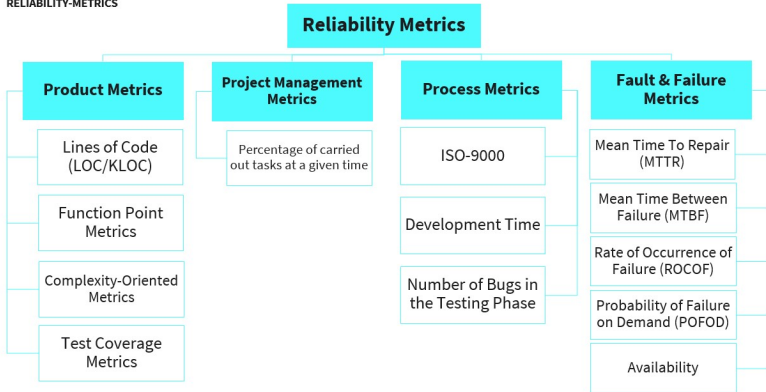 RELIABILITY-METRICS
Reliability Metrics
Product Metrics
Lines of Code
(LOC/KLOC)
Function Point
Metrics
Complexity-Oriented
Metrics
Test Coverage
Metrics
Project Management
Metrics
Percentage of carried
out tasks at a given time
Process Metrics
ISO-9000
Development Time
Number of Bugs in
the Testing Phase
Fault & Failure
Metrics
Mean Time To Repair
(MTTR)
Mean Time Between
Failure (MTBF)
Rate of Occurrence of
Failure (ROCOF)
Probability of Failure
on Demand (POFOD)
Availability